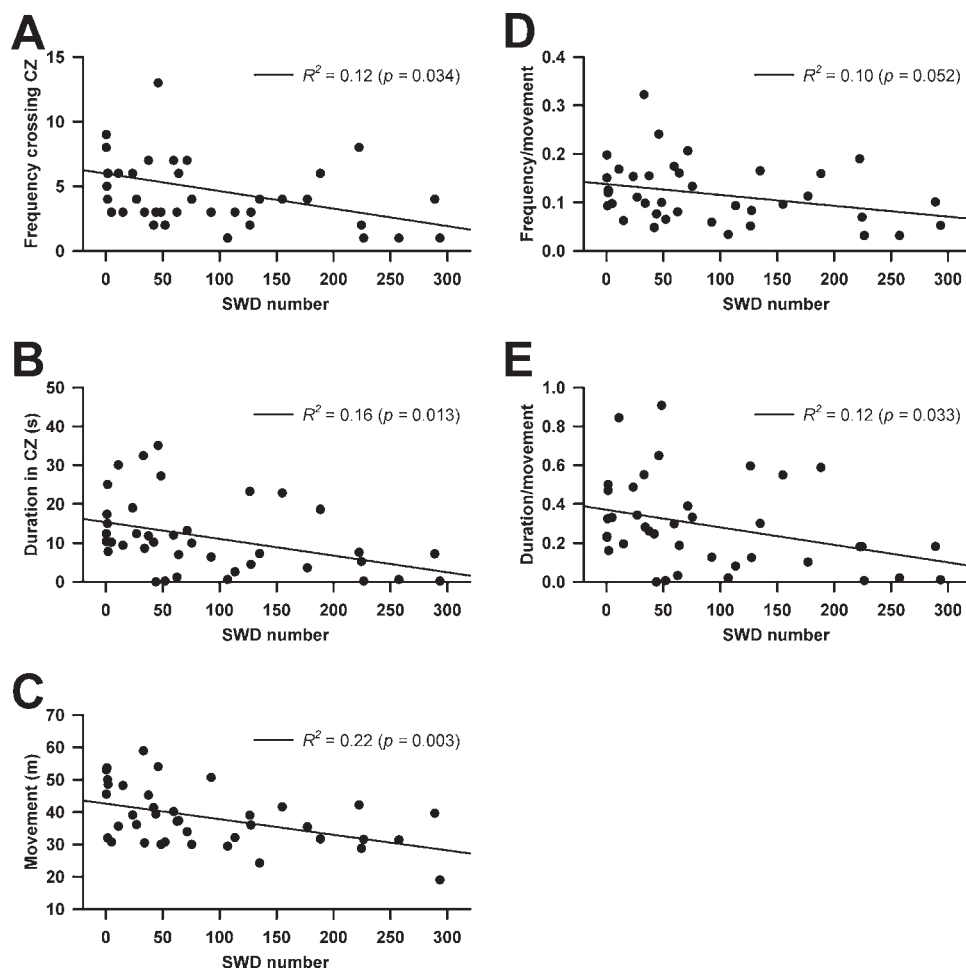 A
Frequency crossing CZ
15
10
5
0
R² = 0.12 (p = 0.034)
0 50 100 150 200 250 300
SWD number
D
Frequency/movement
0.4
0.3
0.2
0.1
0.0
R² = 0.10 (p = 0.052)
0 50 100 150 200 250 300
SWD number
B
Duration in CZ (s)
50
40
30
20
10
0
R² = 0.16 (p = 0.013)
0 50 100 150 200 250 300
SWD number
E
Duration/movement
1.0
0.8
0.6
0.4
0.2
0.0
R² = 0.12 (p = 0.033)
0 50 100 150 200 250 300
SWD number
C
Movement (m)
70
60
50
40
30
20
10
R² = 0.22 (p = 0.003)
0 50 100 150 200 250 300
SWD number